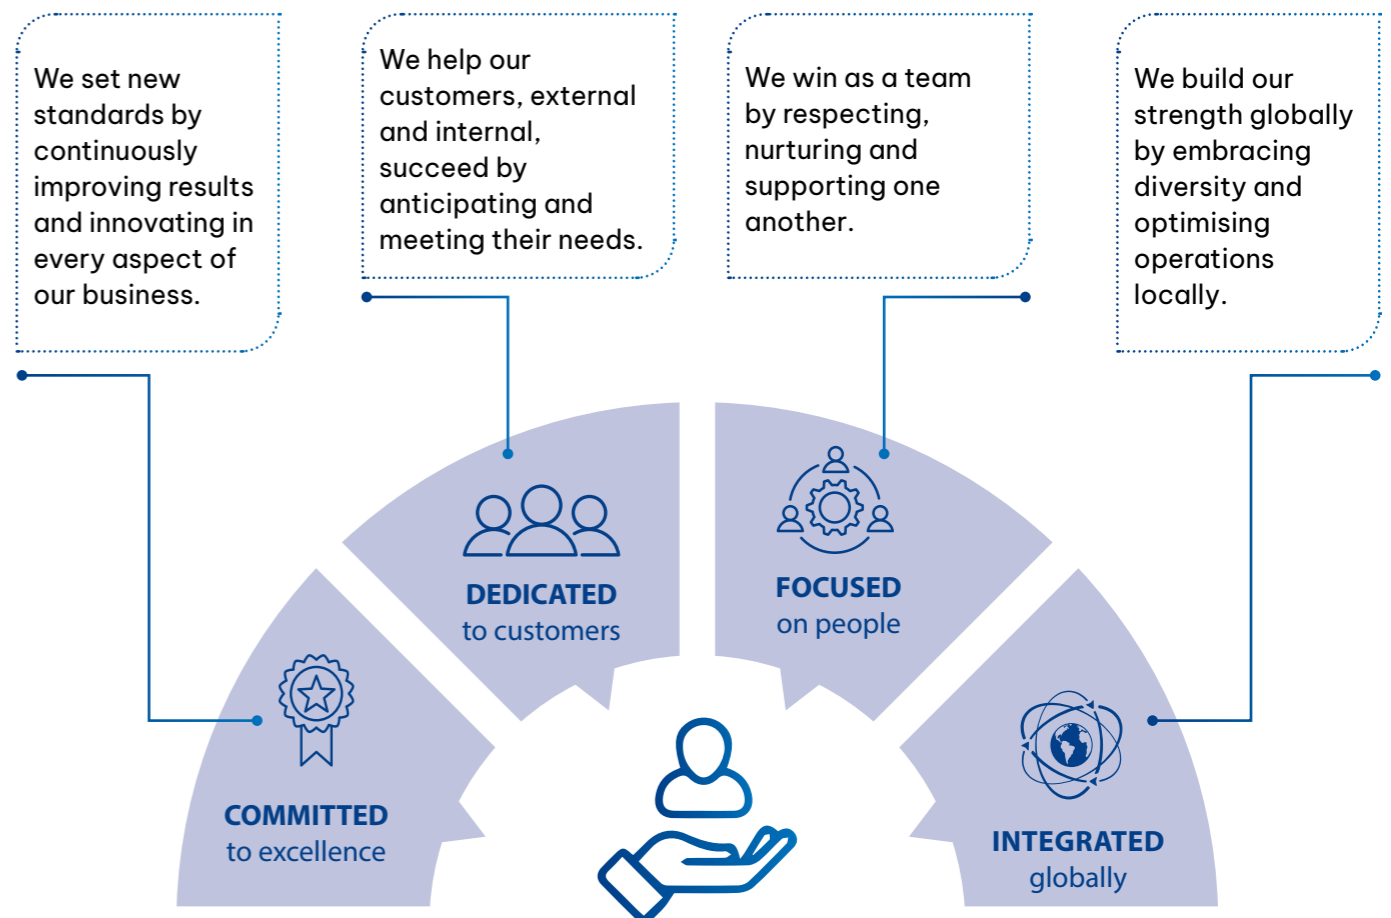 We set new
standards by
continuously
improving results
and innovating in
every aspect of
our business.
We help our
customers, external
and internal,
succeed by
anticipating and
meeting their needs.
We win as a team
by respecting,
nurturing and
supporting one
another.
We build our
strength globally
by embracing
diversity and
optimising
operations
locally.
COMMITTED
to excellence
DEDICATED
to customers
FOCUSED
on people
INTEGRATED
globally